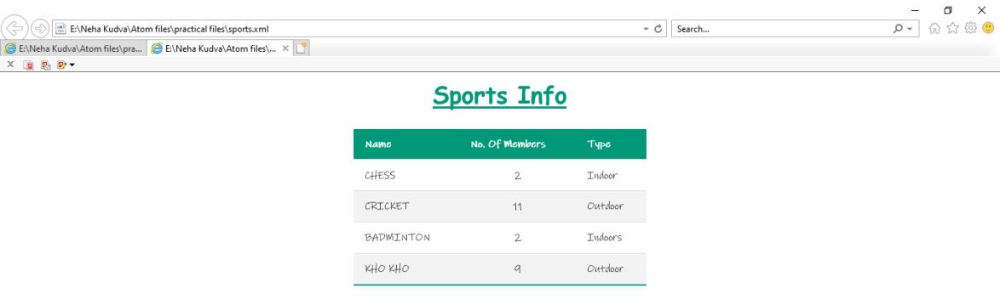 E:\Neha Kudva\Atom files\practical files\sports.xml
Search...
E:\Neha Kudva\Atom files\pra...
E:\Neha Kudva\Atom files\...
X
Sports Info
Name No. Of Members Type
CHESS 2 Indoor
CRICKET 11 Outdoor
BADMINTON 2 Indoors
KHO KHO 9 Outdoor